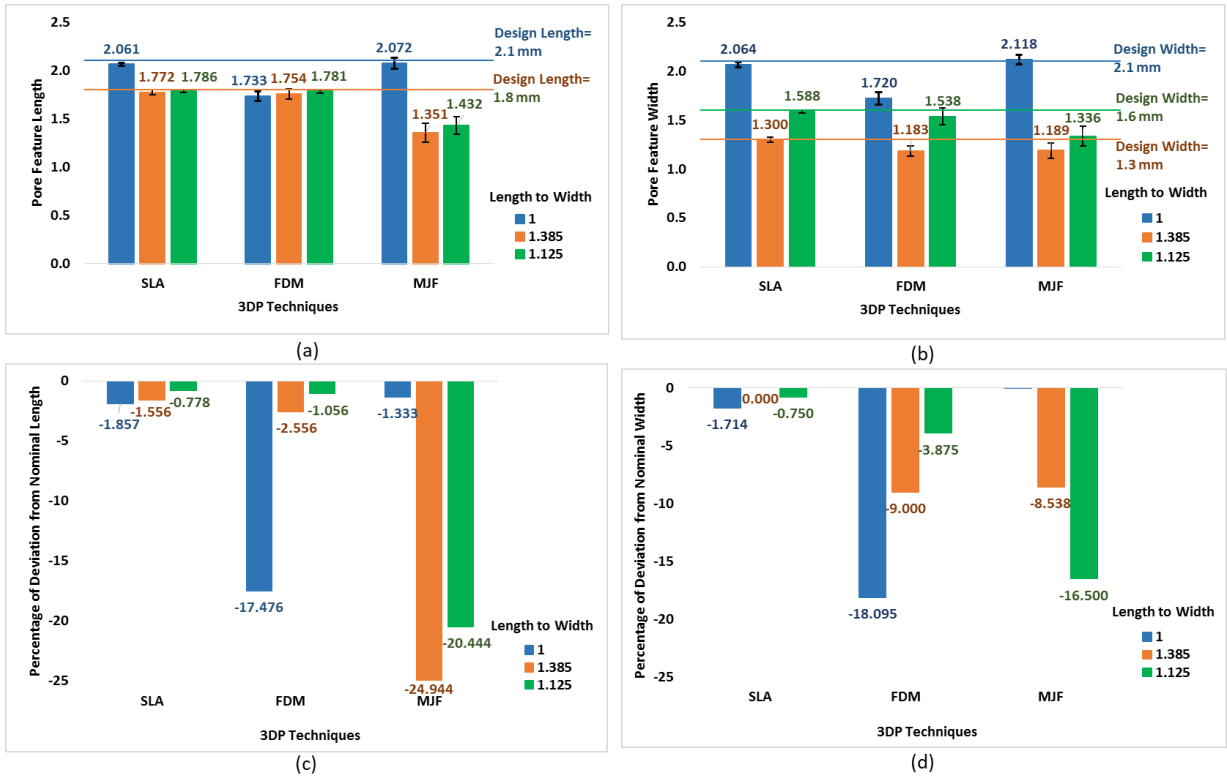 2.5
2.0
1.5
1.0
0.5
0.0
Pore Feature Length
2.061
1.772
1.786
1.733
1.754
1.781
2.072
1.351
1.432
Design Length=
2.1 mm
Design Length=
1.8 mm
Length to Width
1
1.385
1.125
SLA
FDM
MJF
3DP Techniques
(a)
2.5
2.0
1.5
1.0
0.5
0.0
Pore Feature Width
2.064
1.300
1.588
1.720
1.183
1.538
2.118
1.189
1.336
Design Width=
2.1 mm
Design Width=
1.6 mm
Design Width=
1.3 mm
Length to Width
1
1.385
1.125
SLA
FDM
MJF
3DP Techniques
(b)
0
-5
-10
-15
-20
-25
Percentage of Deviation from Nominal Length
-1.857
-1.556
-0.778
-17.476
-2.556
-1.056
-1.333
-24.944
-20.444
Length to Width
1
1.385
1.125
SLA
FDM
MJF
3DP Techniques
(c)
0
-5
-10
-15
-20
-25
Percentage of Deviation from Nominal Width
-1.714
0.000
-0.750
-18.095
-9.000
-3.875
-8.538
-16.500
Length to Width
1
1.385
1.125
SLA
FDM
MJF
3DP Techniques
(d)